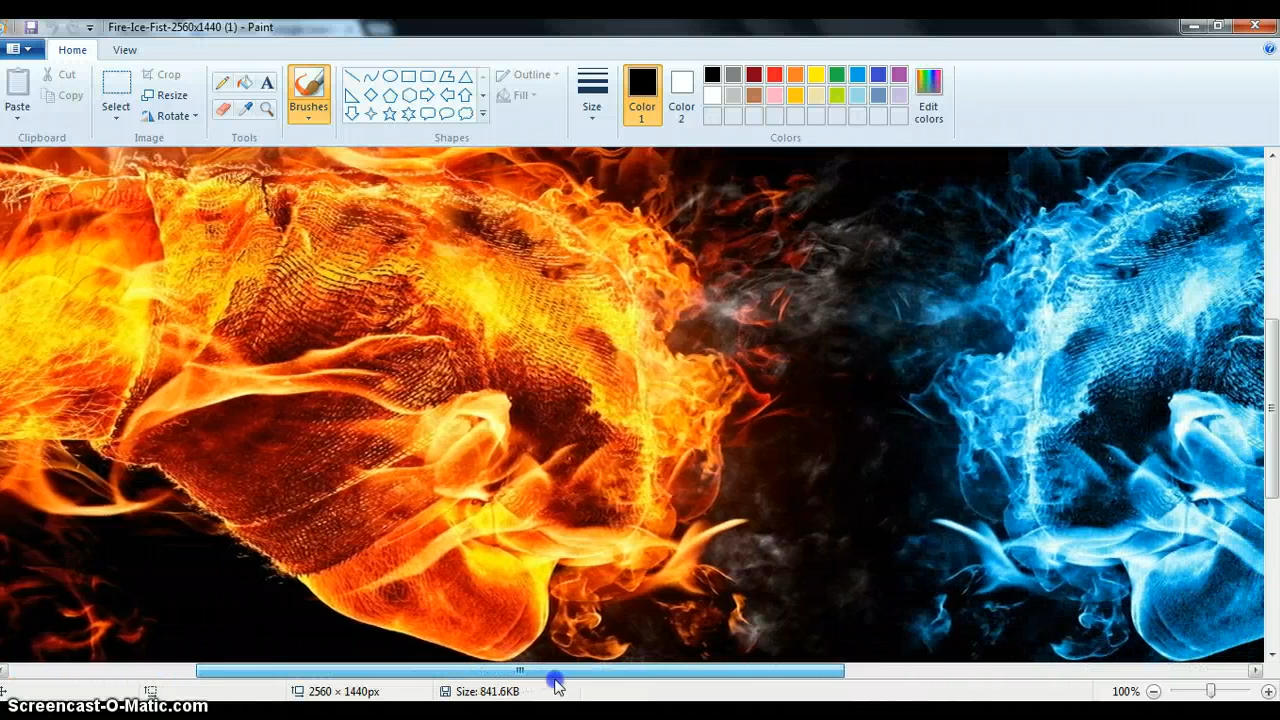 Fire-Ice-Fist-2560x1440 (1) - Paint
Home View
Paste
Cut
Copy
Clipboard
Select
Crop
Resize
Rotate
Image
A
Tools
Brushes
Outline
Fill
Shapes
Size
Color 1
Color 2
Edit colors
Colors
2560 × 1440px
Size: 841.6KB
100%
Screencast-O-Matic.com